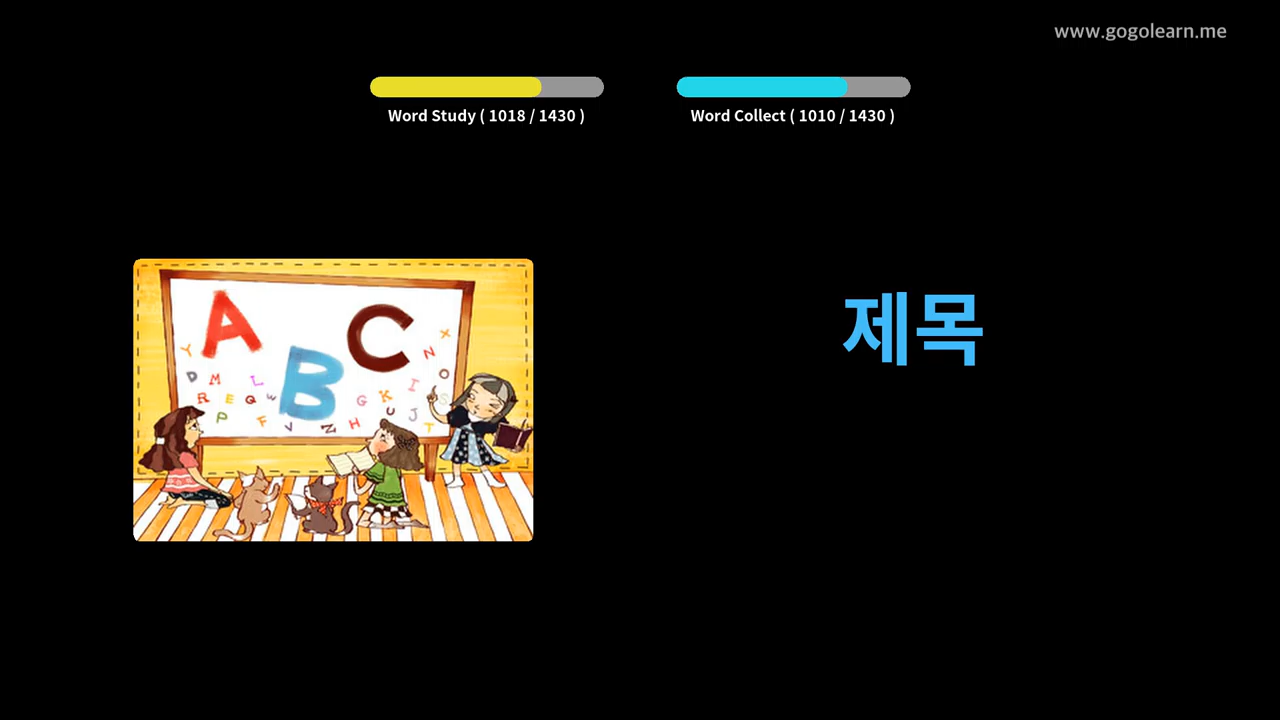 www.gogolearn.me
Word Study ( 1018 / 1430 )
Word Collect ( 1010 / 1430 )
제목
A
B
C
X
Y
N
D M L O
R E Q W G K I S
P F V Z H U J T